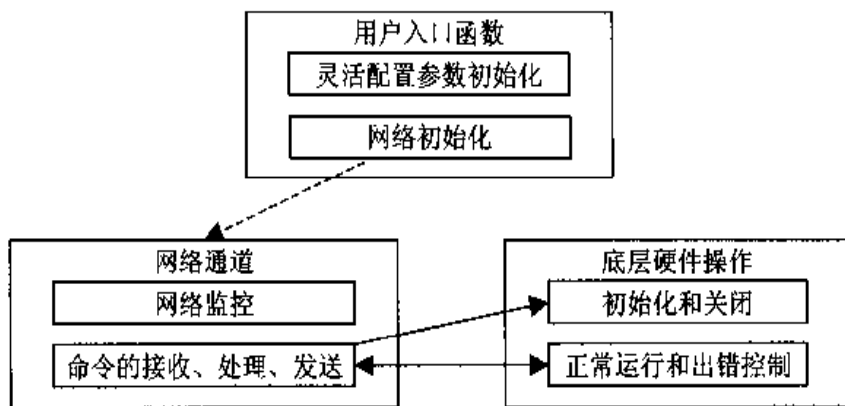 用户入口函数
灵活配置参数初始化
网络初始化
网络通道
网络监控
命令的接收、处理、发送
底层硬件操作
初始化和关闭
正常运行和出错控制